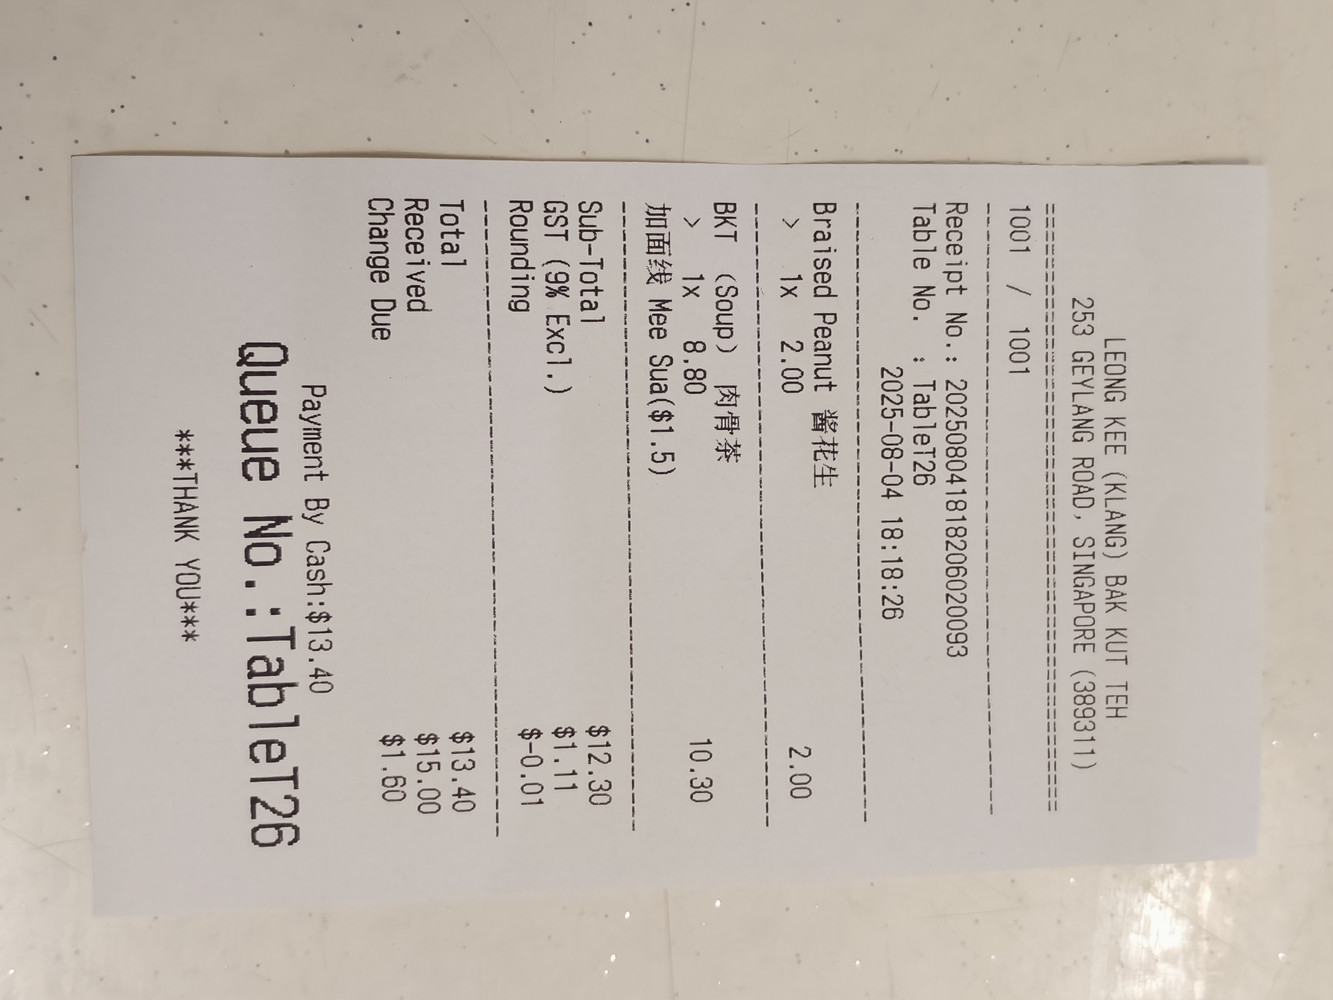 LEONG KEE (KLANG) BAK KUT TEH
253 GEYLANG ROAD, SINGAPORE (389311)
======================================
1001 / 1001
--------------------------------------
Receipt No.: 20250804181820602​0093
Table No. : TableT26
2025-08-04 18:18:26
--------------------------------------
Braised Peanut 酱花生
> 1x 2.00 2.00
--------------------------------------
BKT (Soup) 肉骨茶
> 1x 8.80 10.30
加面线 Mee Sua($1.5)
--------------------------------------
Sub-Total $12.30
GST (9% Excl.) $1.11
Rounding $-0.01
--------------------------------------
Total $13.40
Received $15.00
Change Due $1.60
Payment By Cash:$13.40
Queue No.:TableT26
***THANK YOU***